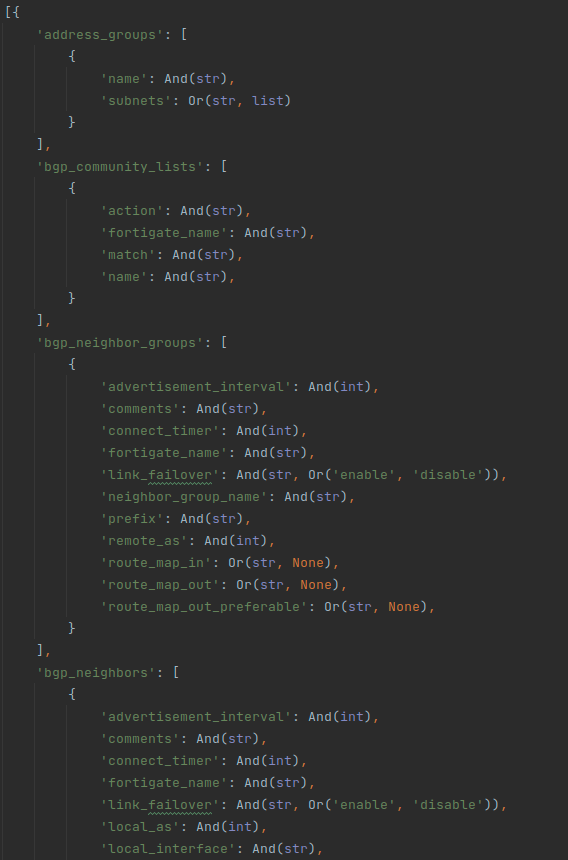 [{
    'address_groups': [
        {
            'name': And(str),
            'subnets': Or(str, list)
        }
    ],
    'bgp_community_lists': [
        {
            'action': And(str),
            'fortigate_name': And(str),
            'match': And(str),
            'name': And(str),
        }
    ],
    'bgp_neighbor_groups': [
        {
            'advertisement_interval': And(int),
            'comments': And(str),
            'connect_timer': And(int),
            'fortigate_name': And(str),
            'link_failover': And(str, Or('enable', 'disable')),
            'neighbor_group_name': And(str),
            'prefix': And(str),
            'remote_as': And(int),
            'route_map_in': Or(str, None),
            'route_map_out': Or(str, None),
            'route_map_out_preferable': Or(str, None),
        }
    ],
    'bgp_neighbors': [
        {
            'advertisement_interval': And(int),
            'comments': And(str),
            'connect_timer': And(int),
            'fortigate_name': And(str),
            'link_failover': And(str, Or('enable', 'disable')),
            'local_as': And(int),
            'local_interface': And(str),